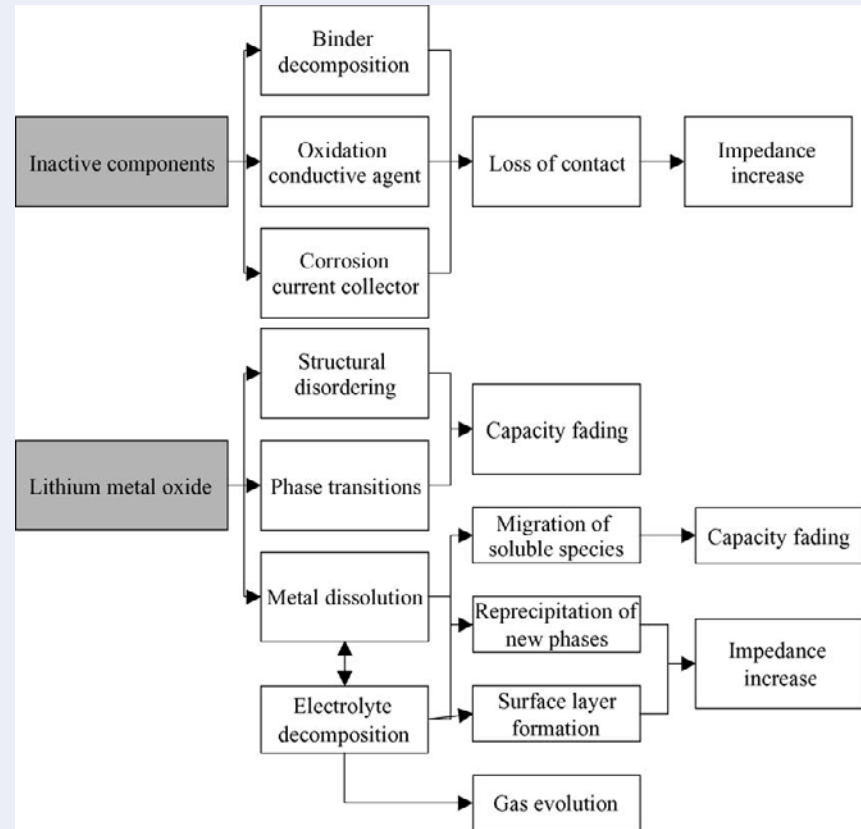 Binder
decomposition
Inactive components
Oxidation
conductive agent
Loss of contact
Impedance
increase
Corrosion
current collector
Structural
disordering
Capacity fading
Lithium metal oxide
Phase transitions
Migration of
soluble species
Capacity fading
Metal dissolution
Reprecipitation of
new phases
Impedance
increase
Electrolyte
decomposition
Surface layer
formation
Gas evolution